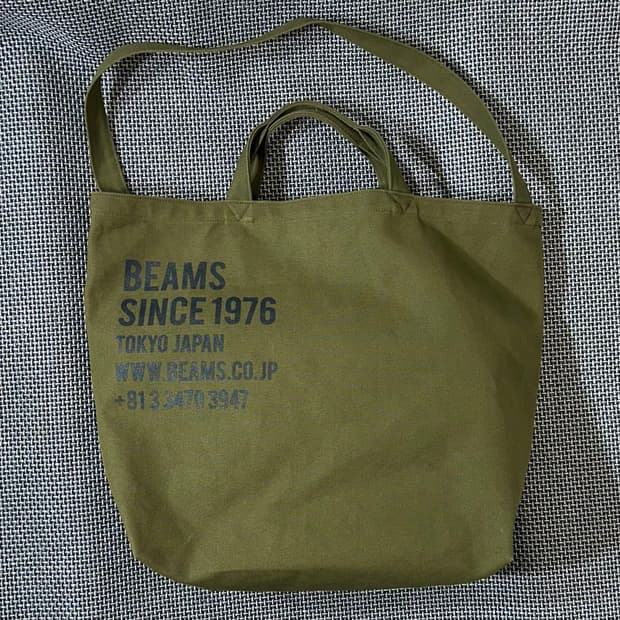 BEAMS
SINCE 1976
TOKYO JAPAN
WWW.BEAMS.CO.JP
+81 3 3470 3947